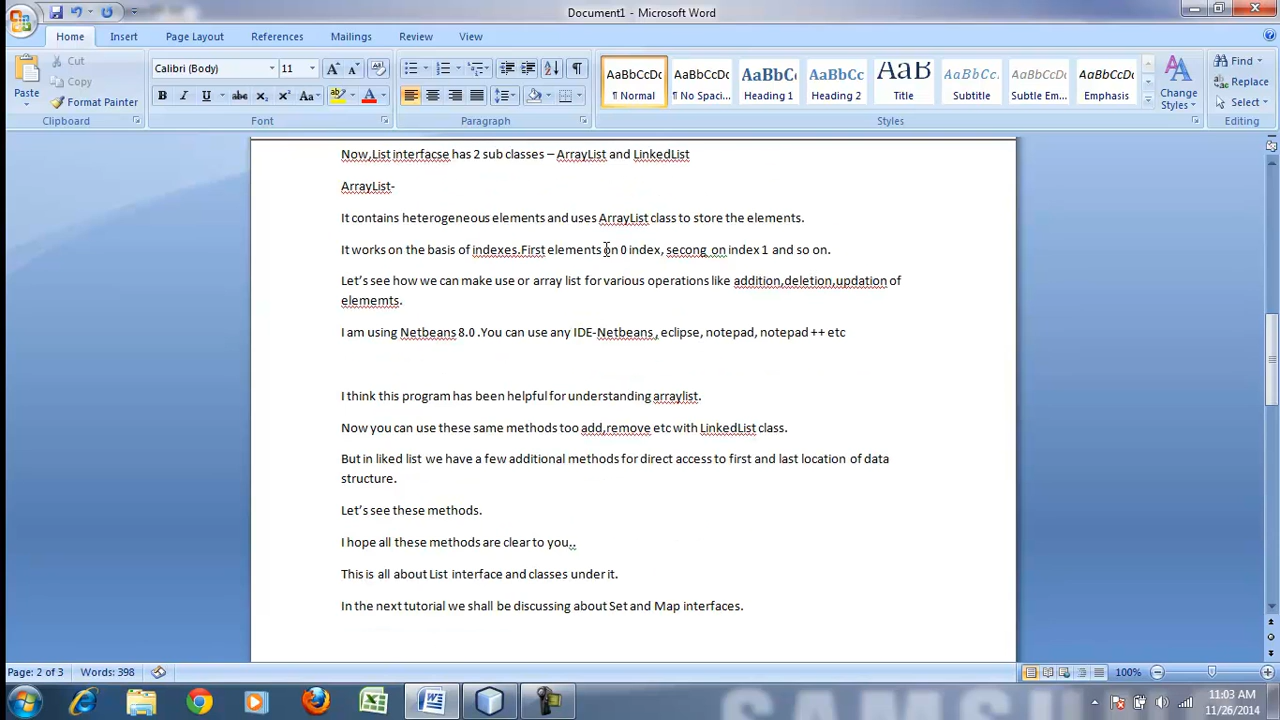 Document1 - Microsoft Word
Home Insert Page Layout References Mailings Review View
Cut
Copy
Format Painter
Paste
Clipboard
Calibri (Body) 11
Font
Paragraph
AaBbCcDc AaBbCcDc AaBbC AaBbCc AaB AaBbCc. AaBbCcDc AaBbCcDc
¶ Normal ¶ No Spaci... Heading 1 Heading 2 Title Subtitle Subtle Em... Emphasis
Change
Styles
Styles
Find
Replace
Select
Editing
Now,List interfacse has 2 sub classes – ArrayList and LinkedList
ArrayList-
It contains heterogeneous elements and uses ArrayList class to store the elements.
It works on the basis of indexes.First elements on 0 index, secong on index 1 and so on.
Let's see how we can make use or array list for various operations like addition,deletion,updation of
elememts.
I am using Netbeans 8.0 .You can use any IDE-Netbeans , eclipse, notepad, notepad ++ etc
I think this program has been helpful for understanding arraylist.
Now you can use these same methods too add,remove etc with LinkedList class.
But in liked list we have a few additional methods for direct access to first and last location of data
structure.
Let's see these methods.
I hope all these methods are clear to you..
This is all about List interface and classes under it.
In the next tutorial we shall be discussing about Set and Map interfaces.
Page: 2 of 3 Words: 398 100%
11:03 AM
11/26/2014